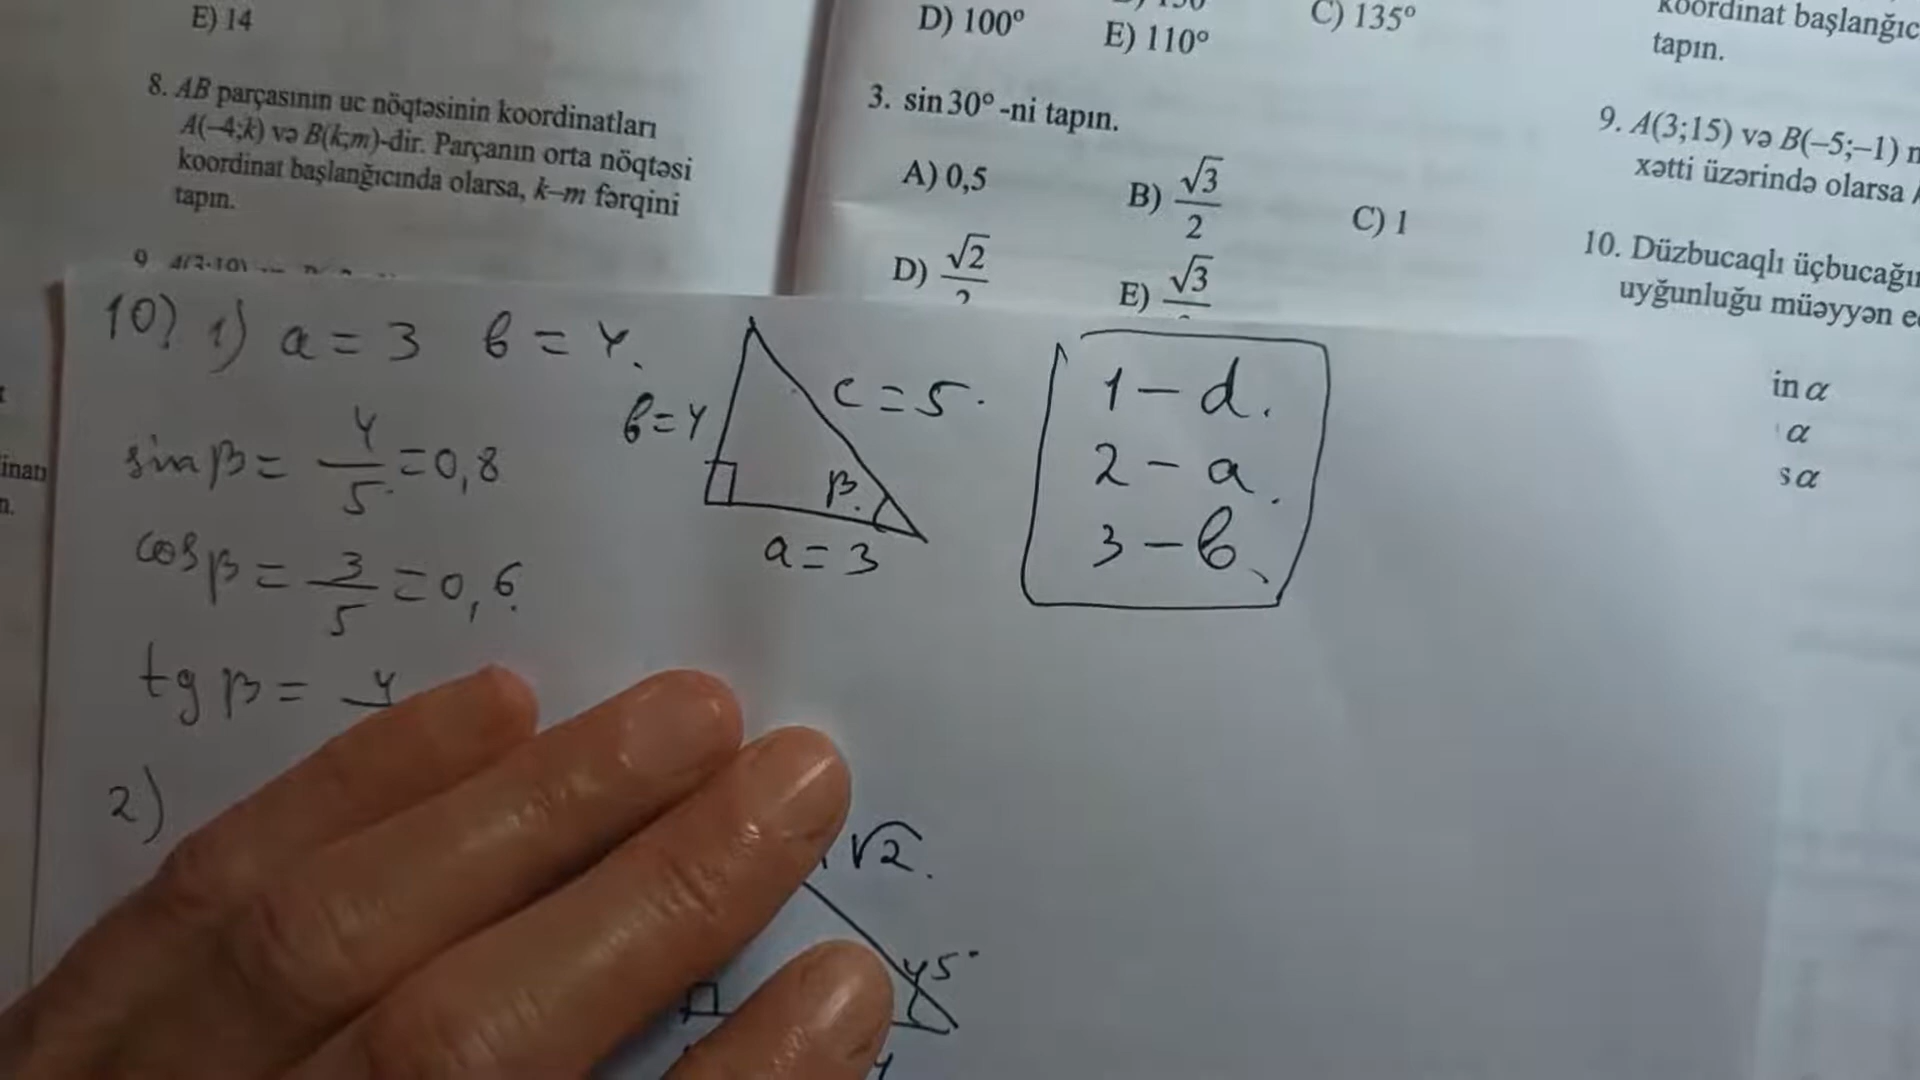 E) 14
8. AB parçasının uc nöqtəsinin koordinatları
A(–4;k) və B(k;m)-dir. Parçanın orta nöqtəsi
koordinat başlanğıcında olarsa, k–m fərqini
tapın.
D) 100°
E) 110°
C) 135°
3. sin30° -ni tapın.
A) 0,5
B) √3/2
C) 1
D) √2/2
E) √3
koordinat başlanğıc
tapın.
9. A(3;15) və B(–5;–1) n
xətti üzərində olarsa
10. Düzbucaqlı üçbucağın
uyğunluğu müəyyən e
in α
α
s α
10) 1) a = 3 b = 4.
sin β = 4/5 = 0,8
cos β = 3/5 = 0,6
tg β = 4
b = 4
c = 5.
β
a = 3
1 – d.
2 – a.
3 – b
2)
√2.
45°